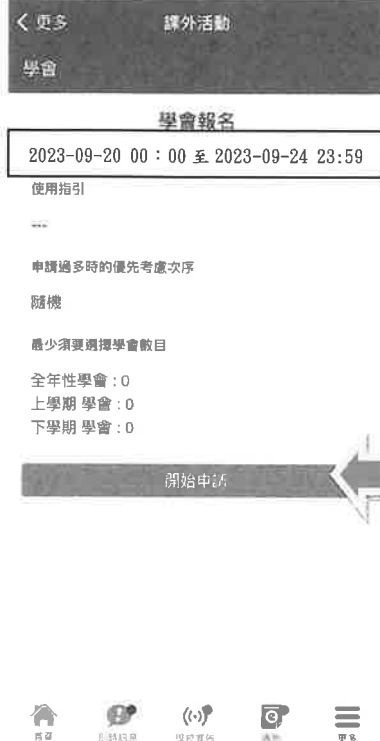 更多
課外活動
學會
學會報名
2023-09-20 00：00 至 2023-09-24 23:59
使用指引
---
申請過多時的優先考慮次序
隨機
最少須要選擇學會數目
全年性學會 : 0
上學期 學會 : 0
下學期 學會 : 0
開始申請
首頁
更多